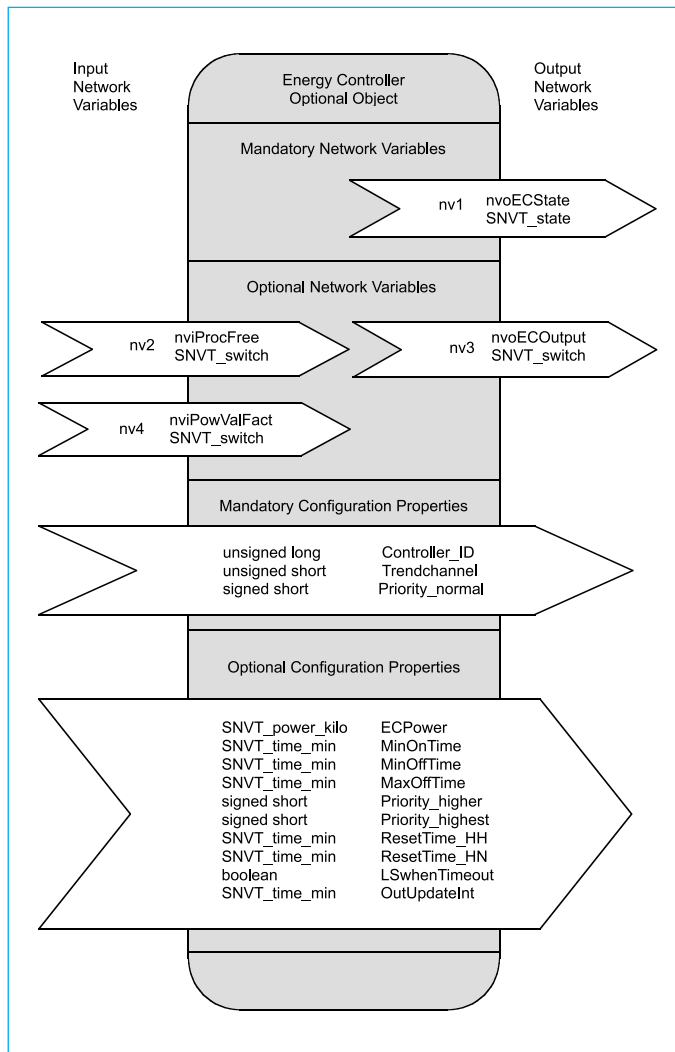 Input
Network
Variables
Energy Controller
Optional Object
Output
Network
Variables
Mandatory Network Variables
nv1 nvoECState
SNVT_state
Optional Network Variables
nv2 nviProcFree
SNVT_switch
nv3 nvoECOutput
SNVT_switch
nv4 nviPowValFact
SNVT_switch
Mandatory Configuration Properties
unsigned long Controller_ID
unsigned short Trendchannel
signed short Priority_normal
Optional Configuration Properties
SNVT_power_kilo ECPower
SNVT_time_min MinOnTime
SNVT_time_min MinOffTime
SNVT_time_min MaxOffTime
signed short Priority_higher
signed short Priority_highest
SNVT_time_min ResetTime_HH
SNVT_time_min ResetTime_HN
boolean LSwhenTimeout
SNVT_time_min OutUpdateInt